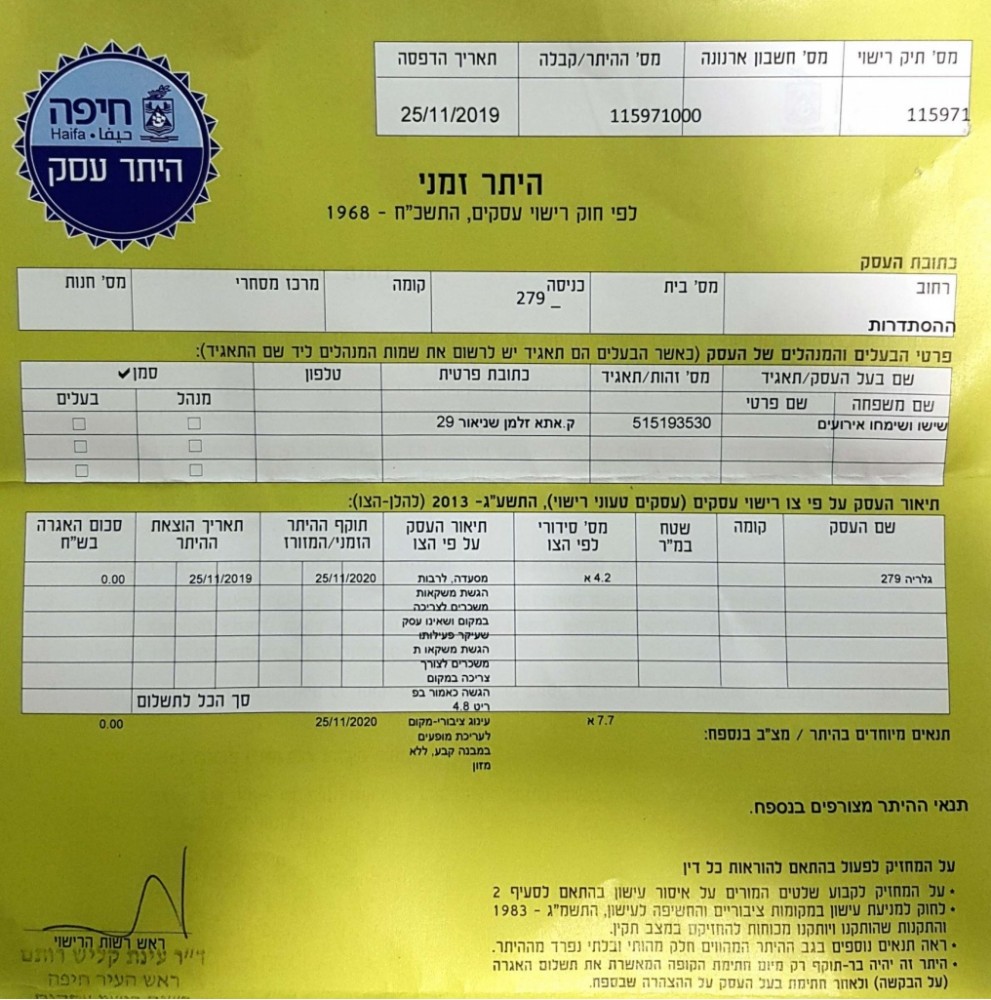 חיפה
حيفا • Haifa
היתר עסק
מס' תיק רישוי מס' חשבון ארנונה מס' ההיתר/קבלה תאריך הדפסה
115971 115971000 25/11/2019
היתר זמני
לפי חוק רישוי עסקים, התשכ"ח - 1968
כתובת העסק
רחוב מס' בית כניסה קומה מרכז מסחרי מס' חנות
279 _
ההסתדרות
פרטי הבעלים והמנהלים של העסק (כאשר הבעלים הם תאגיד יש לרשום את שמות המנהלים ליד שם התאגיד):
שם בעל העסק/תאגיד מס' זהות/תאגיד כתובת פרטית טלפון סמן ✓
שם משפחה שם פרטי מנהל בעלים
שישו ושימחו אירועים 515193530 ק.אתא זלמן שניאור 29
תיאור העסק על פי צו רישוי עסקים (עסקים טעוני רישוי), התשע"ג- 2013 (להלן-הצו):
שם העסק קומה שטח במ"ר מס' סידורי לפי הצו תיאור העסק על פי הצו תוקף ההיתר הזמני/המזורז תאריך הוצאת ההיתר סכום האגרה בש"ח
גלריה 279 4.2 א מסעדה, לרבות 25/11/2020 25/11/2019 0.00
הגשת משקאות
משכרים לצריכה
במקום ושאינו עסק
שעיקר פעילותו
הגשת משקאו ת
משכרים לצורך
צריכה במקום
הגשה כאמור בפ
ריט 4.8
סך הכל לתשלום
7.7 א עינוג ציבורי-מקום 25/11/2020 0.00
לעריכת מופעים
במבנה קבע, ללא
מזון
תנאים מיוחדים בהיתר / מצ"ב בנספח:
תנאי ההיתר מצורפים בנספח.
על המחזיק לפעול בהתאם להוראות כל דין
• על המחזיק לקבוע שלטים המורים על איסור עישון בהתאם לסעיף 2
• לחוק למניעת עישון במקומות ציבוריים והחשיפה לעישון, התשמ"ג - 1983
והתקנות שהותקנו ויותקנו מכוחות להחזיקם במצב תקין.
• ראה תנאים נוספים בגב ההיתר המהווים חלק מהותי ובלתי נפרד מההיתר.
• היתר זה יהיה בר-תוקף רק מיום חתימת הקופה המאשרת את תשלום האגרה
(על הבקשה) ולאחר חתימת בעל העסק על ההצהרה שבנספח.
ראש רשות הרישוי
ד"ר עינת קליש רותם
ראש העיר חיפה